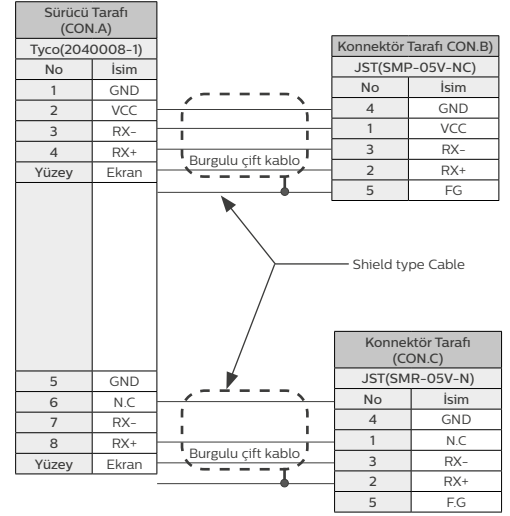 Sürücü Tarafı
(CON.A)
Tyco(2040008-1)
No İsim
1 GND
2 VCC
3 RX-
4 RX+
Yüzey Ekran
5 GND
6 N.C
7 RX-
8 RX+
Yüzey Ekran
Burgulu çift kablo
Konnektör Tarafı CON.B)
JST(SMP-05V-NC)
No İsim
4 GND
1 VCC
3 RX-
2 RX+
5 FG
Shield type Cable
Burgulu çift kablo
Konnektör Tarafı
(CON.C)
JST(SMR-05V-N)
No İsim
4 GND
1 N.C
3 RX-
2 RX+
5 F.G